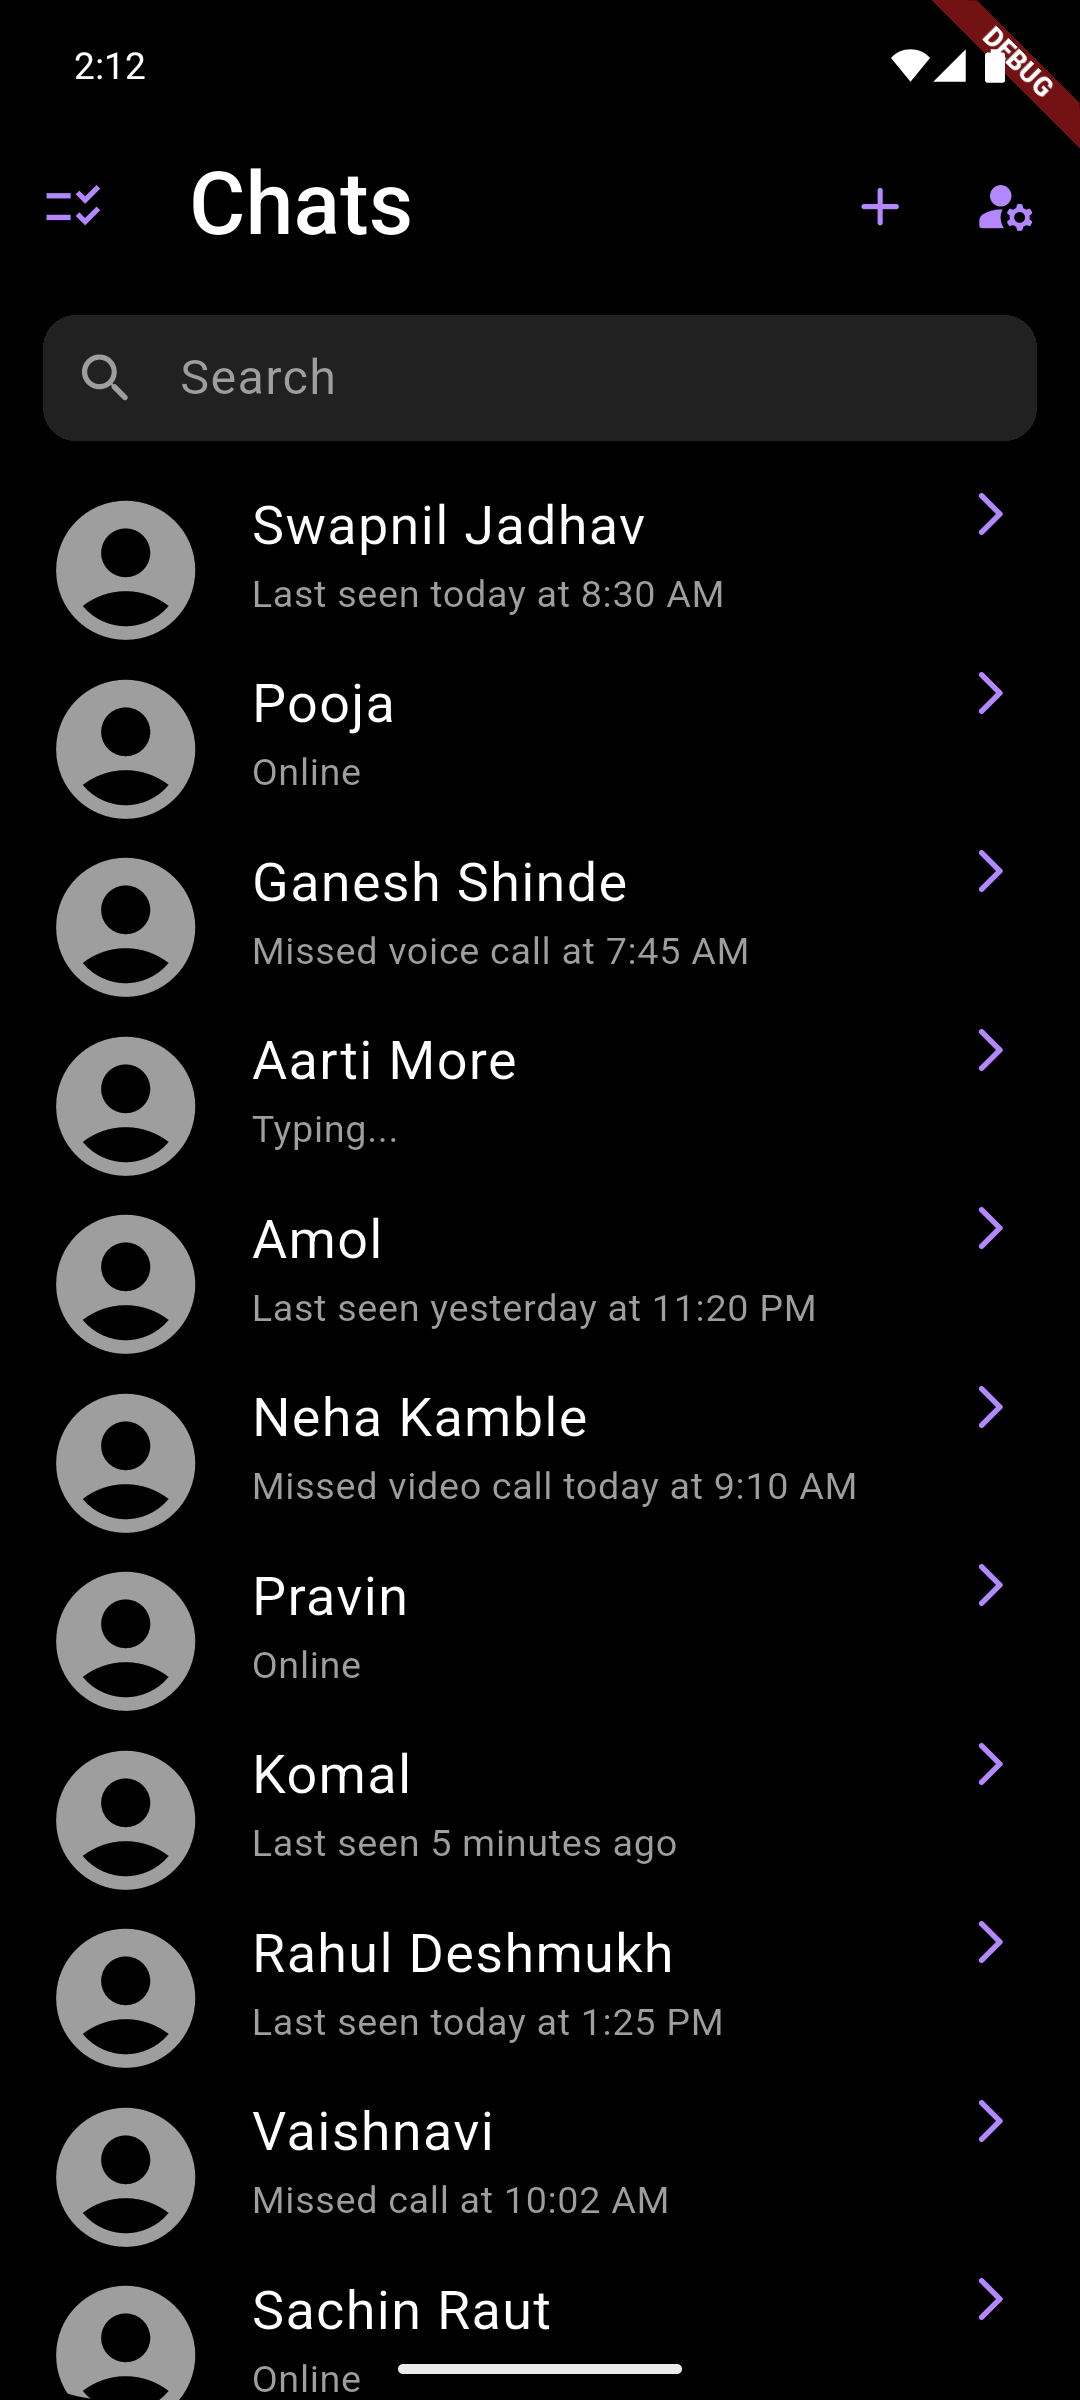 2:12
DEBUG
Chats
Search
Swapnil Jadhav
Last seen today at 8:30 AM
Pooja
Online
Ganesh Shinde
Missed voice call at 7:45 AM
Aarti More
Typing...
Amol
Last seen yesterday at 11:20 PM
Neha Kamble
Missed video call today at 9:10 AM
Pravin
Online
Komal
Last seen 5 minutes ago
Rahul Deshmukh
Last seen today at 1:25 PM
Vaishnavi
Missed call at 10:02 AM
Sachin Raut
Online